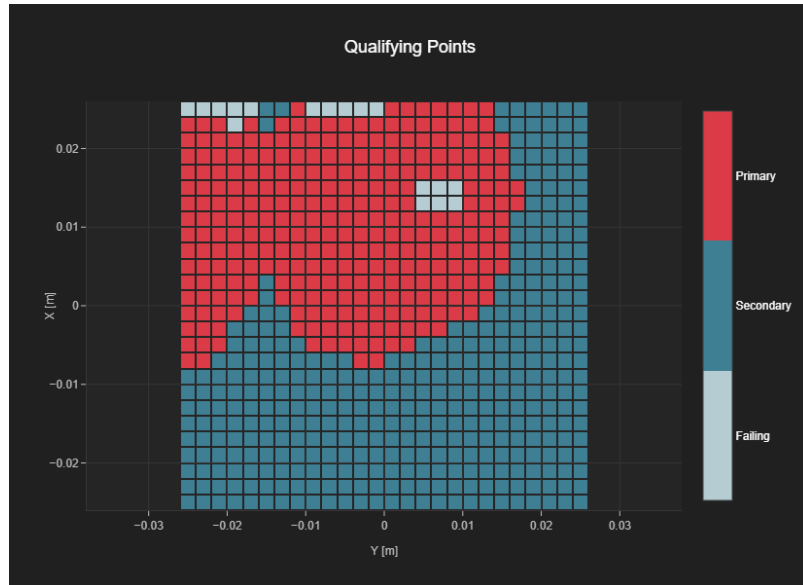 Qualifying Points
0.02
0.01
0
−0.01
−0.02
X [m]
−0.03
−0.02
−0.01
0
0.01
0.02
0.03
Y [m]
Primary
Secondary
Failing